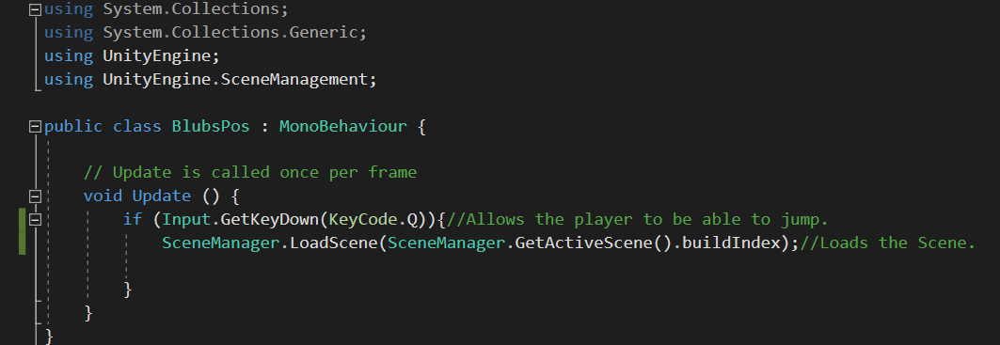 using System.Collections;
using System.Collections.Generic;
using UnityEngine;
using UnityEngine.SceneManagement;
public class BlubsPos : MonoBehaviour {
// Update is called once per frame
void Update () {
if (Input.GetKeyDown(KeyCode.Q)){//Allows the player to be able to jump.
SceneManager.LoadScene(SceneManager.GetActiveScene().buildIndex);//Loads the Scene.
}
}
}